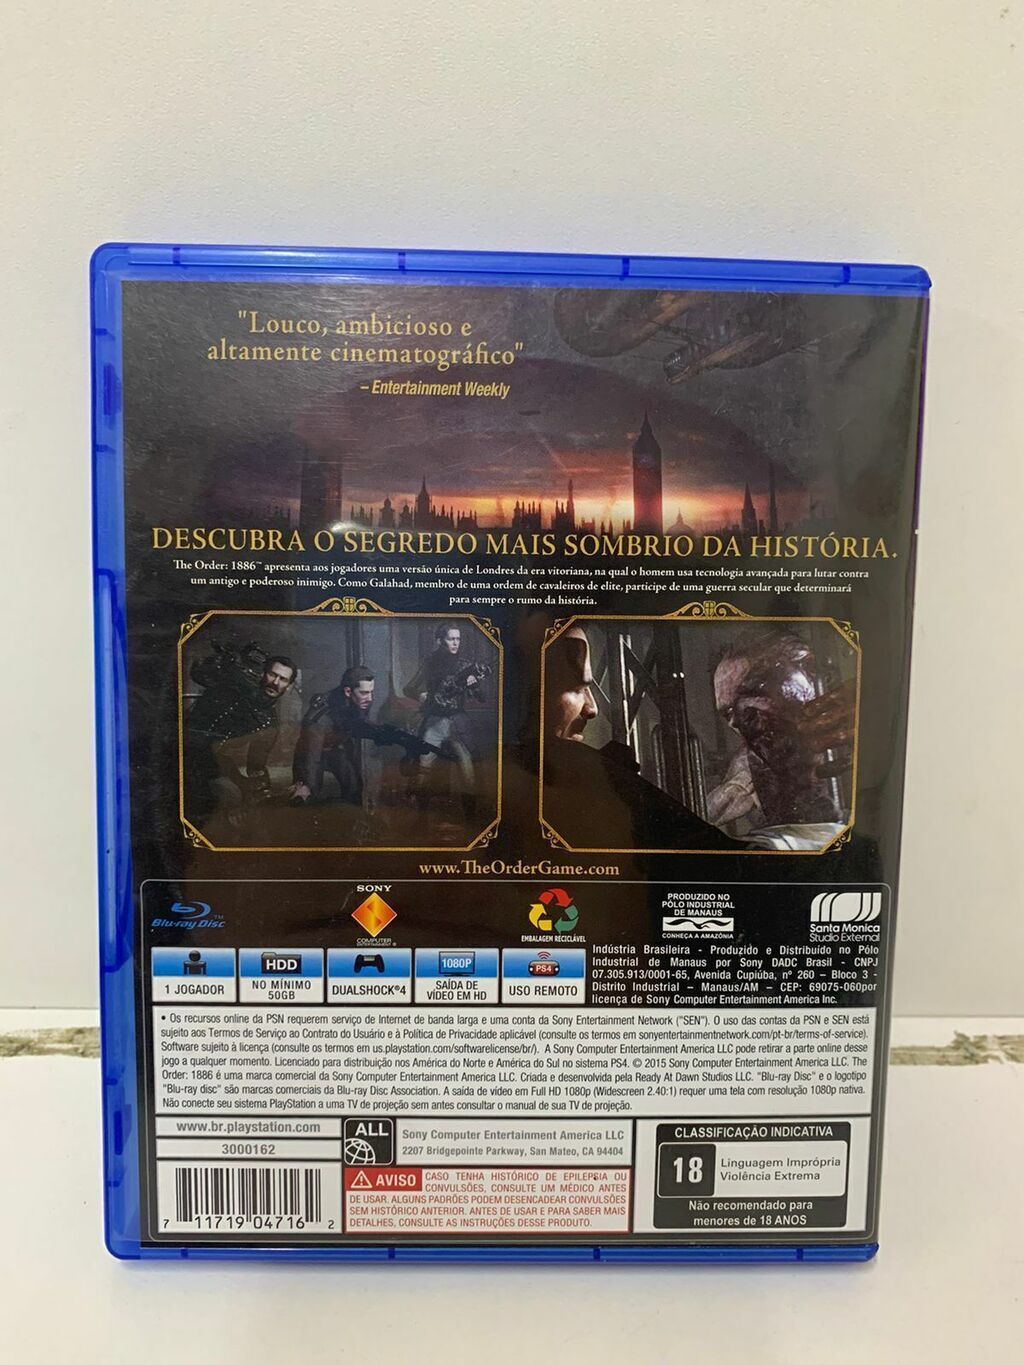 "Louco, ambicioso e
altamente cinematográfico"
– Entertainment Weekly
DESCUBRA O SEGREDO MAIS SOMBRIO DA HISTÓRIA.
The Order: 1886™ apresenta aos jogadores uma versão única de Londres da era vitoriana, na qual o homem usa tecnologia avançada para lutar contra
um antigo e poderoso inimigo. Como Galahad, membro de uma ordem de cavaleiros de elite, participe de uma guerra secular que determinará
para sempre o rumo da história.
www.TheOrderGame.com
Blu-ray Disc™
SONY
COMPUTER
ENTERTAINMENT®
EMBALAGEM RECICLÁVEL
PRODUZIDO NO
PÓLO INDUSTRIAL
DE MANAUS
CONHEÇA A AMAZÔNIA
Santa Monica
Studio External
1 JOGADOR
HDD
NO MÍNIMO
50GB
DUALSHOCK®4
1080P
SAÍDA DE
VÍDEO EM HD
PS4
USO REMOTO
Indústria Brasileira - Produzido e Distribuído no Pólo
Industrial de Manaus por Sony DADC Brasil - CNPJ
07.305.913/0001-65, Avenida Cupiúba, nº 260 – Bloco 3 -
Distrito Industrial – Manaus/AM – CEP: 69075-060por
licença de Sony Computer Entertainment America Inc.
• Os recursos online da PSN requerem serviço de Internet de banda larga e uma conta da Sony Entertainment Network ("SEN"). O uso das contas da PSN e SEN está
sujeito aos Termos de Serviço ao Contrato do Usuário e à Política de Privacidade aplicável (consulte os termos em sonyentertainmentnetwork.com/pt-br/terms-of-service).
Software sujeito à licença (consulte os termos em us.playstation.com/softwarelicense/br/). A Sony Computer Entertainment America LLC pode retirar a parte online desse
jogo a qualquer momento. Licenciado para distribuição nos América do Norte e América do Sul no sistema PS4. © 2015 Sony Computer Entertainment America LLC. The
Order: 1886 é uma marca comercial da Sony Computer Entertainment America LLC. Criada e desenvolvida pela Ready At Dawn Studios LLC. "Blu-ray Disc" e o logotipo
"Blu-ray disc" são marcas comerciais da Blu-ray Disc Association. A saída de vídeo em Full HD 1080p (Widescreen 2.40:1) requer uma tela com resolução 1080p nativa.
Não conecte seu sistema PlayStation a uma TV de projeção sem antes consultar o manual de sua TV de projeção.
www.br.playstation.com
3000162
7 11719 04716 2
ALL
Sony Computer Entertainment America LLC
2207 Bridgepointe Parkway, San Mateo, CA 94404
AVISO CASO TENHA HISTÓRICO DE EPILEPSIA OU
CONVULSÕES, CONSULTE UM MÉDICO ANTES
DE USAR. ALGUNS PADRÕES PODEM DESENCADEAR CONVULSÕES
SEM HISTÓRICO ANTERIOR. ANTES DE USAR E PARA SABER MAIS
DETALHES, CONSULTE AS INSTRUÇÕES DESSE PRODUTO.
CLASSIFICAÇÃO INDICATIVA
18
Linguagem Imprópria
Violência Extrema
Não recomendado para
menores de 18 ANOS